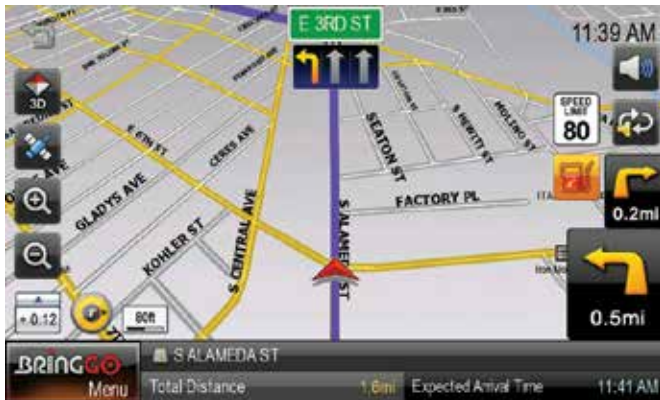 E 3RD ST
11:39 AM
3D
SPEED LIMIT
80
E 6TH ST
CERES AVE
SEATON ST
S HEWITT ST
MOLINO ST
GLADYS AVE
FACTORY PL
0.2mi
KOHLER ST
S CENTRAL AVE
S ALAMEDA ST
0.5mi
+ 0.12
80ft
BRINGGO
Menu
S ALAMEDA ST
Total Distance
1.6mi
Expected Arrival Time
11:41 AM